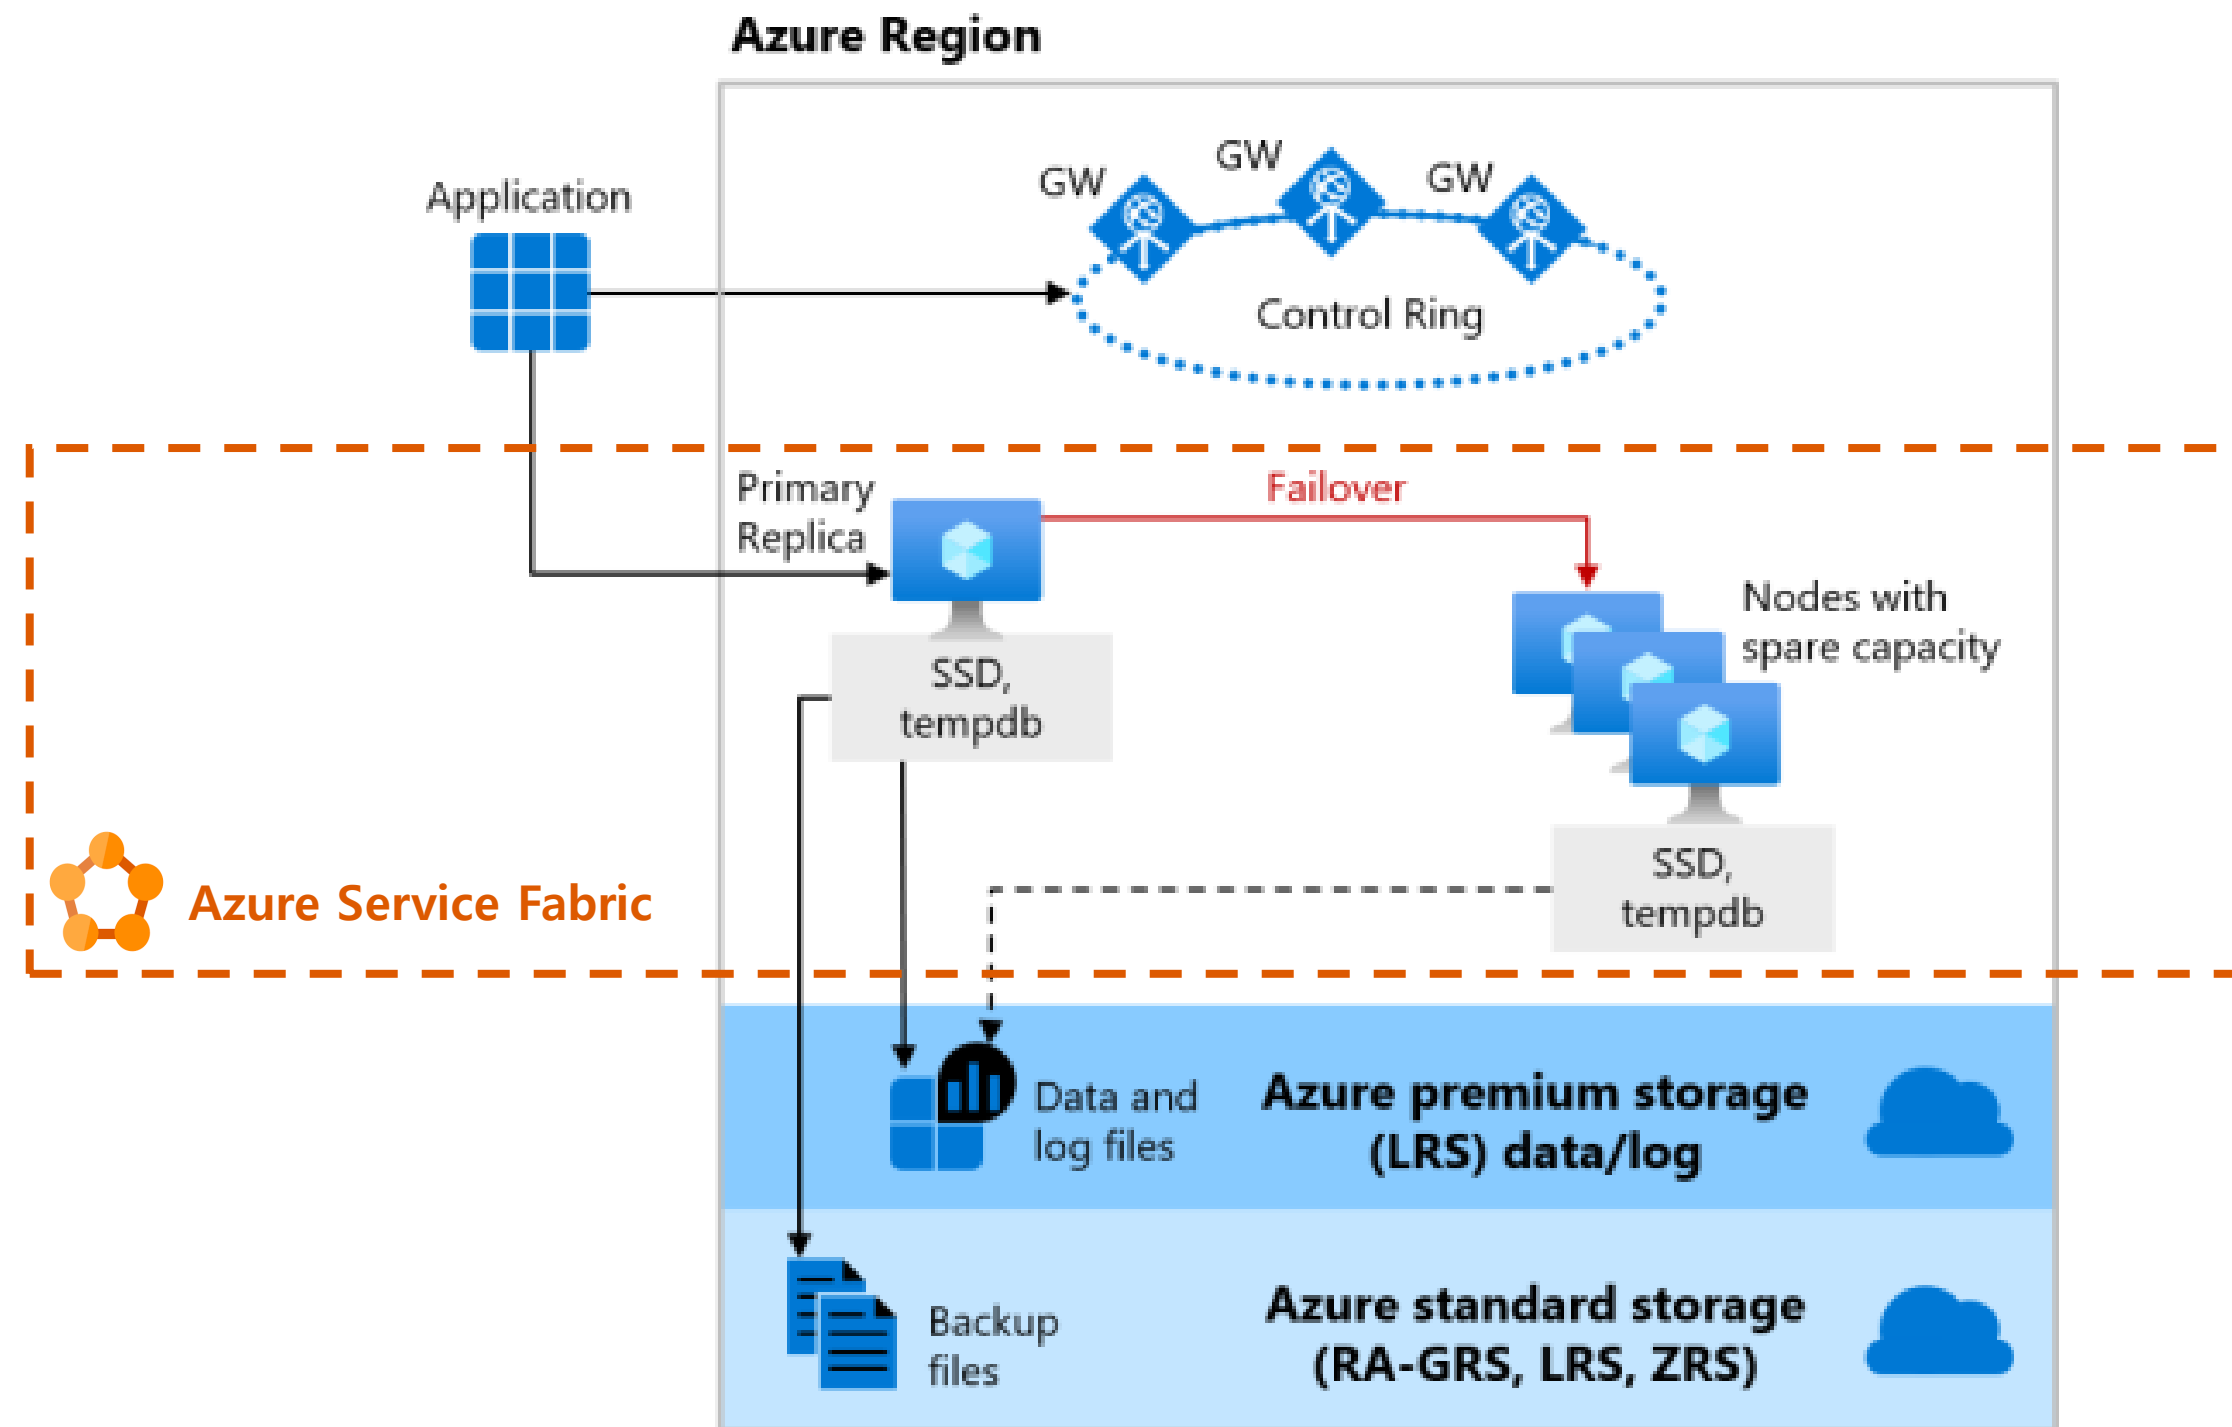 Azure Region
GW
GW
GW
Application
Control Ring
Primary
Replica
Failover
Nodes with
spare capacity
SSD,
tempdb
SSD,
tempdb
Azure Service Fabric
Data and
log files
Azure premium storage
(LRS) data/log
Backup
files
Azure standard storage
(RA-GRS, LRS, ZRS)